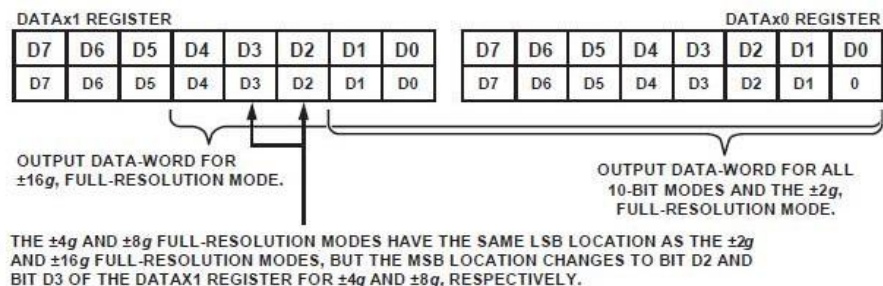 DATAx1 REGISTER DATAx0 REGISTER
D7 D6 D5 D4 D3 D2 D1 D0 D7 D6 D5 D4 D3 D2 D1 D0
D7 D6 D5 D4 D3 D2 D1 D0 D7 D6 D5 D4 D3 D2 D1 0
OUTPUT DATA-WORD FOR
±16g, FULL-RESOLUTION MODE.
OUTPUT DATA-WORD FOR ALL
10-BIT MODES AND THE ±2g,
FULL-RESOLUTION MODE.
THE ±4g AND ±8g FULL-RESOLUTION MODES HAVE THE SAME LSB LOCATION AS THE ±2g
AND ±16g FULL-RESOLUTION MODES, BUT THE MSB LOCATION CHANGES TO BIT D2 AND
BIT D3 OF THE DATAX1 REGISTER FOR ±4g AND ±8g, RESPECTIVELY.